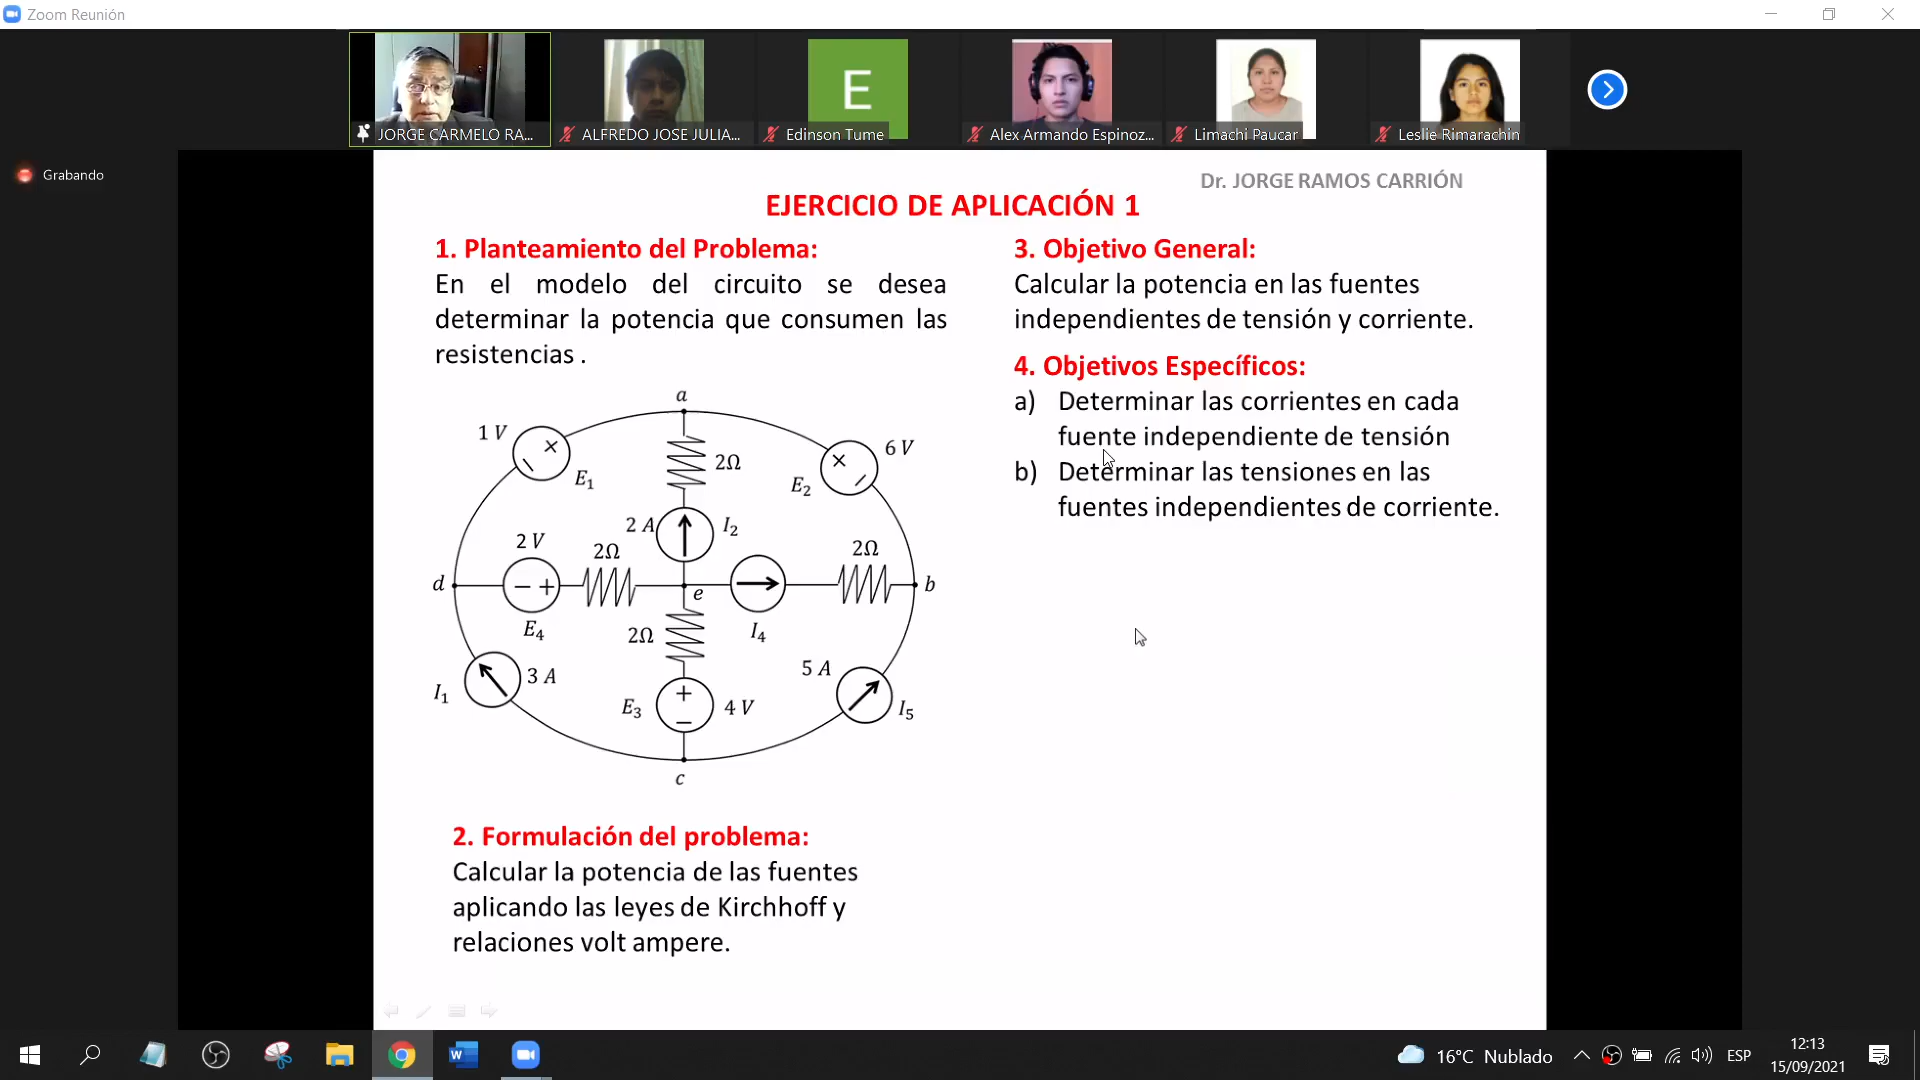 Zoom Reunión
E
JORGE CARMELO RA...
ALFREDO JOSE JULIA...
Edinson Tume
Alex Armando Espinoz...
Limachi Paucar
Leslie Rimarachin
Grabando
Dr. JORGE RAMOS CARRIÓN
EJERCICIO DE APLICACIÓN 1
1. Planteamiento del Problema:
En el modelo del circuito se desea
determinar la potencia que consumen las
resistencias .
a
1 V
E₁
2Ω
6 V
E₂
2 A
I₂
2 V
2Ω
2Ω
d
e
b
E₄
2Ω
I₄
I₁
3 A
5 A
I₅
E₃
4 V
c
2. Formulación del problema:
Calcular la potencia de las fuentes
aplicando las leyes de Kirchhoff y
relaciones volt ampere.
3. Objetivo General:
Calcular la potencia en las fuentes
independientes de tensión y corriente.
4. Objetivos Específicos:
a) Determinar las corrientes en cada
fuente independiente de tensión
b) Determinar las tensiones en las
fuentes independientes de corriente.
16°C Nublado
ESP
12:13
15/09/2021